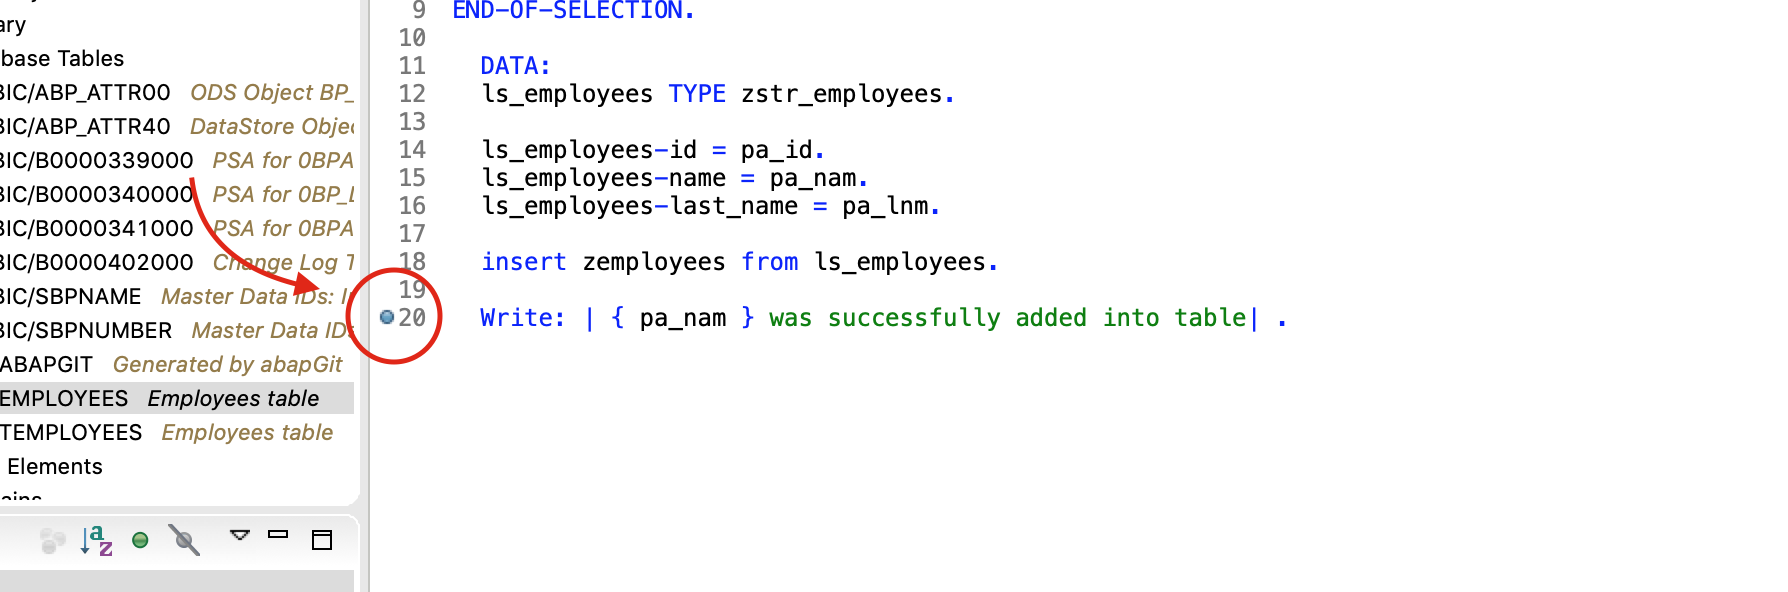 ary
base Tables
BIC/ABP_ATTR00 ODS Object BP_
BIC/ABP_ATTR40 DataStore Objec
BIC/B0000339000 PSA for 0BPA
BIC/B0000340000 PSA for 0BP_
BIC/B0000341000 PSA for 0BPA
BIC/B0000402000 Change Log T
BIC/SBPNAME Master Data IDs: I
BIC/SBPNUMBER Master Data ID
ABAPGIT Generated by abapGit
EMPLOYEES Employees table
TEMPLOYEES Employees table
Elements
9 END-OF-SELECTION.
10
11 DATA:
12 ls_employees TYPE zstr_employees.
13
14 ls_employees-id = pa_id.
15 ls_employees-name = pa_nam.
16 ls_employees-last_name = pa_lnm.
17
18 insert zemployees from ls_employees.
19
20 Write: | { pa_nam } was successfully added into table| .